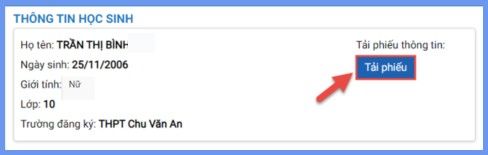 THÔNG TIN HỌC SINH
Họ tên: TRẦN THỊ BÌNH
Tải phiếu thông tin:
Ngày sinh: 25/11/2006
Tải phiếu
Giới tính: Nữ
Lớp: 10
Trường đăng ký: THPT Chu Văn An